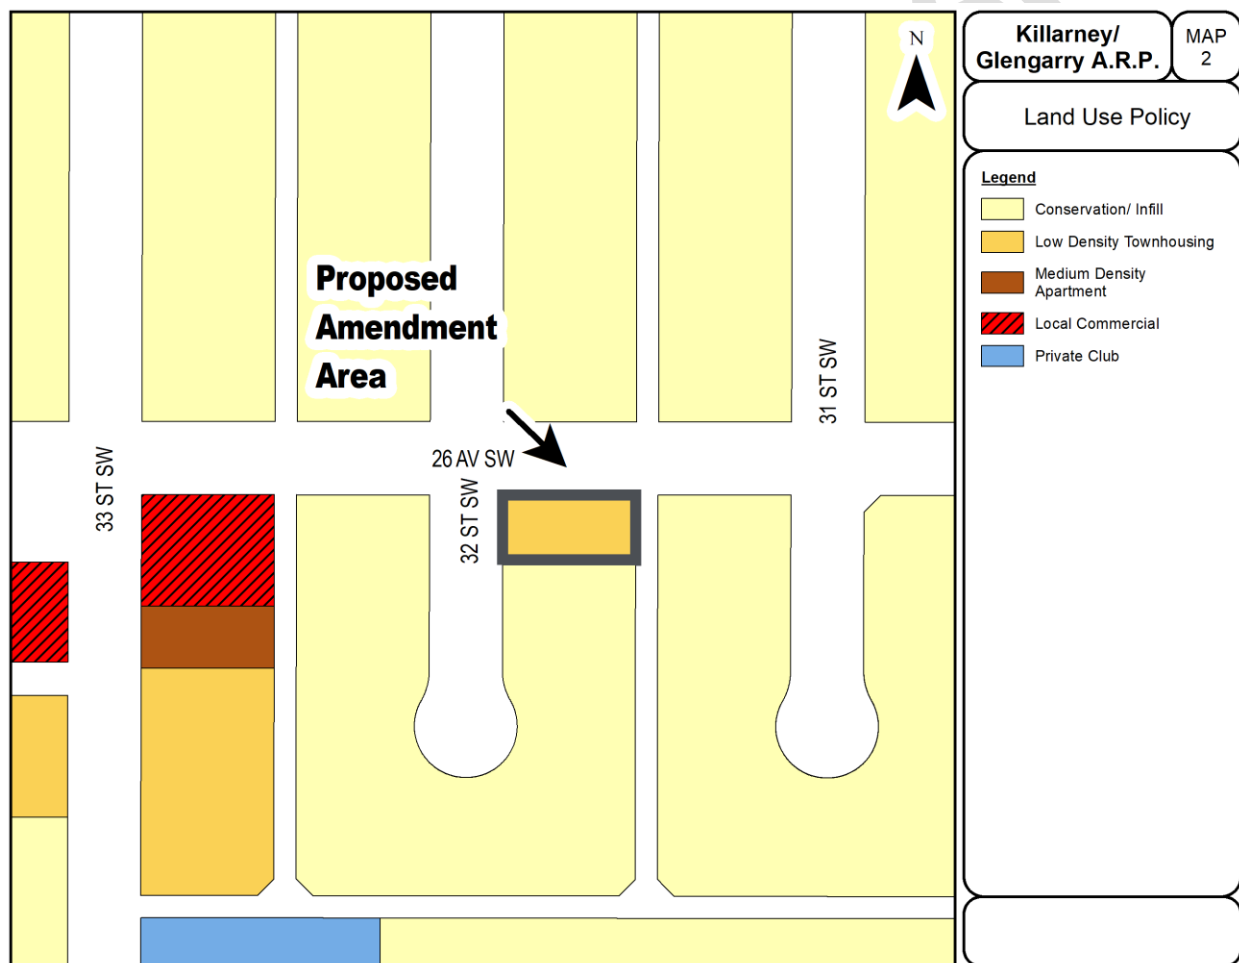 Killarney/
Glengarry A.R.P.
MAP
2
Land Use Policy
Legend
Conservation/ Infill
Low Density Townhousing
Medium Density
Apartment
Local Commercial
Private Club
N
Proposed
Amendment
Area
31 ST SW
26 AV SW
33 ST SW
32 ST SW